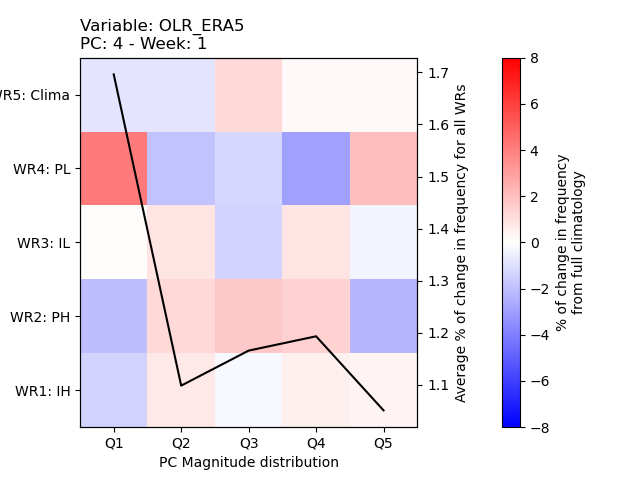 Variable: OLR_ERA5
PC: 4 - Week: 1
WR5: Clima
WR4: PL
WR3: IL
WR2: PH
WR1: IH
Q1 Q2 Q3 Q4 Q5
PC Magnitude distribution
1.7
1.6
1.5
1.4
1.3
1.2
1.1
Average % of change in frequency for all WRs
8
6
4
2
0
−2
−4
−6
−8
% of change in frequency
from full climatology